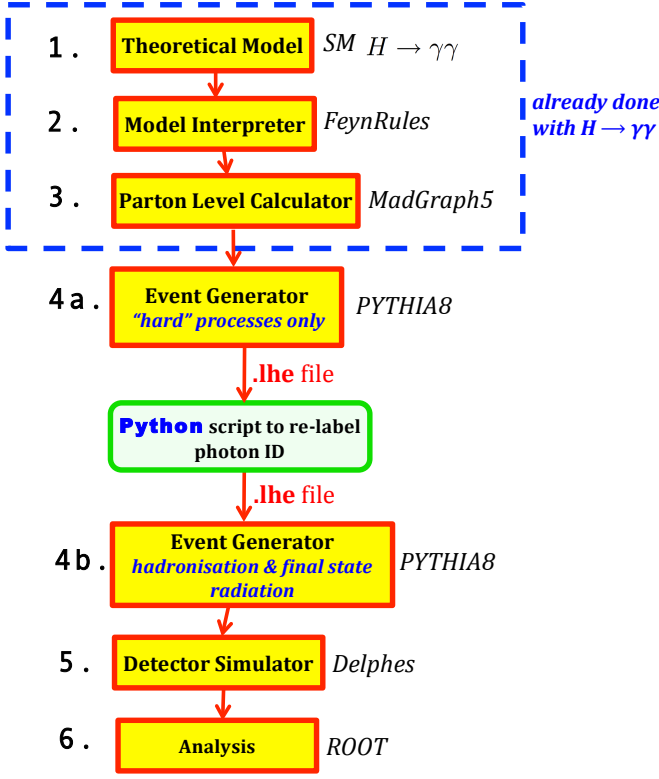 1. Theoretical Model SM H → γγ
2. Model Interpreter FeynRules
already done
with H → γγ
3. Parton Level Calculator MadGraph5
4a. Event Generator PYTHIA8
“hard” processes only
.lhe file
Python script to re-label
photon ID
.lhe file
4b. Event Generator PYTHIA8
hadronisation & final state
radiation
5. Detector Simulator Delphes
6. Analysis ROOT